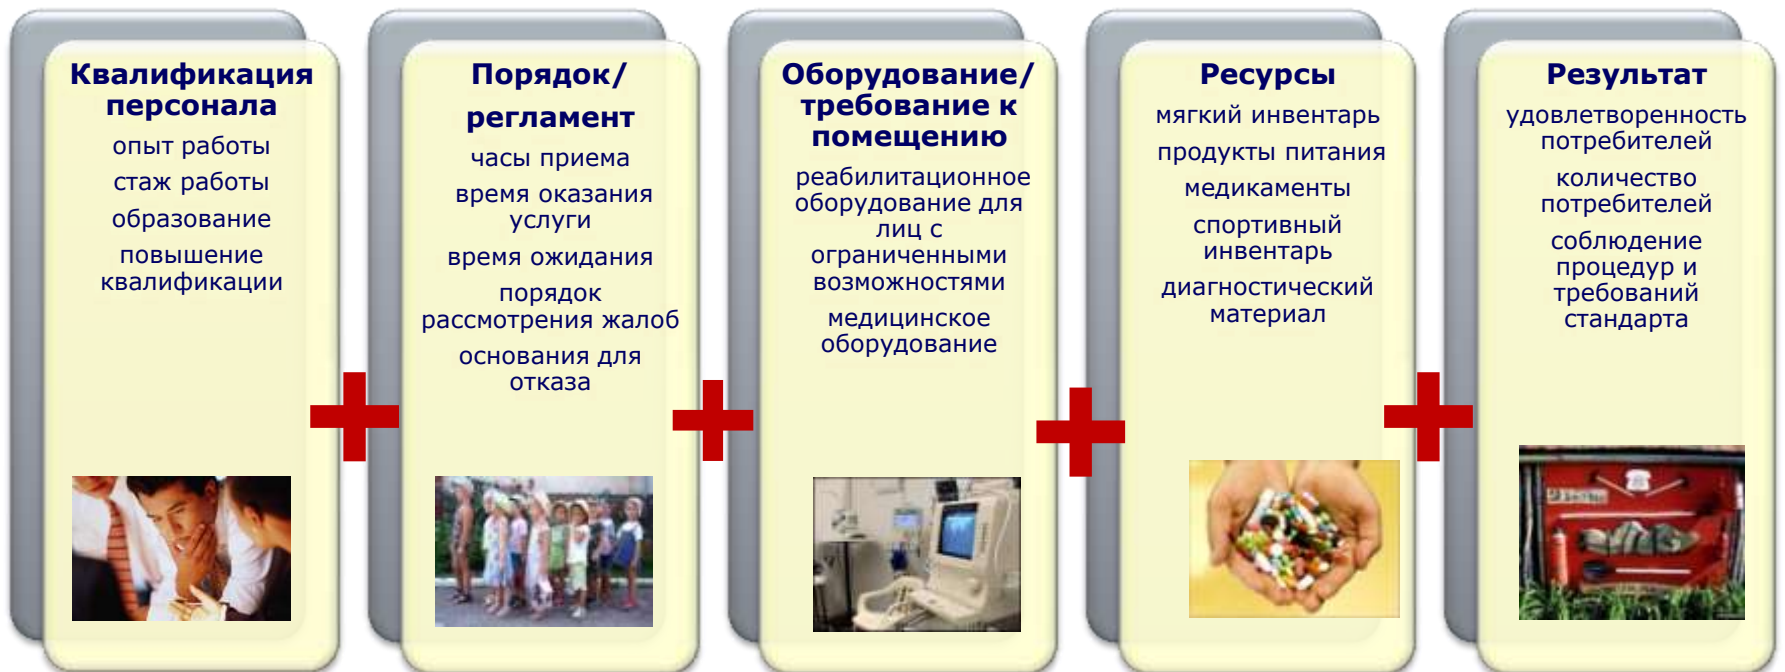 Квалификация
персонала
опыт работы
стаж работы
образование
повышение
квалификации
Порядок/
регламент
часы приема
время оказания
услуги
время ожидания
порядок
рассмотрения жалоб
основания для
отказа
Оборудование/
требование к
помещению
реабилитационное
оборудование для
лиц с
ограниченными
возможностями
медицинское
оборудование
Ресурсы
мягкий инвентарь
продукты питания
медикаменты
спортивный
инвентарь
диагностический
материал
Результат
удовлетворенность
потребителей
количество
потребителей
соблюдение
процедур и
требований
стандарта